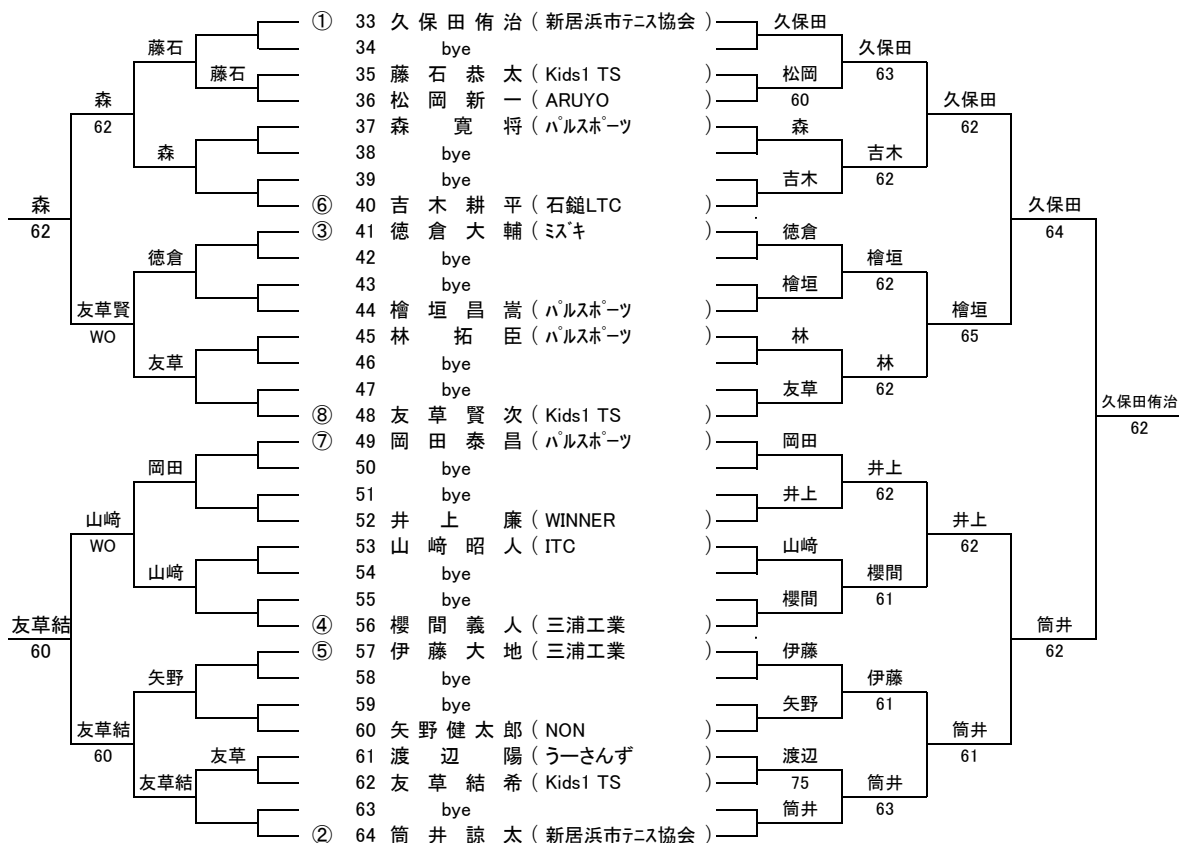 ① 33 久保田侑治 ( 新居浜市テニス協会 ) 久保田
藤石 34 bye 久保田
藤石 35 藤石恭太 ( Kids1 TS ) 松岡 63
森 36 松岡新一 ( ARUYO ) 60 久保田
62 37 森寛将 ( パルスポーツ ) 森 62
森 38 bye 吉木
39 bye 吉木 62
森 ⑥ 40 吉木耕平 ( 石鎚LTC ) 久保田
62 ③ 41 徳倉大輔 ( ミズキ ) 徳倉 64
徳倉 42 bye 檜垣
43 bye 檜垣 62
友草賢 44 檜垣昌嵩 ( パルスポーツ ) 檜垣
WO 45 林拓臣 ( パルスポーツ ) 林 65
友草 46 bye 林
47 bye 友草 62
⑧ 48 友草賢次 ( Kids1 TS ) 久保田侑治
⑦ 49 岡田泰昌 ( パルスポーツ ) 岡田 62
岡田 50 bye 井上
51 bye 井上 62
山﨑 52 井上廉 ( WINNER ) 井上
WO 53 山﨑昭人 ( ITC ) 山﨑 62
山﨑 54 bye 櫻間
55 bye 櫻間 61
友草結 ④ 56 櫻間義人 ( 三浦工業 ) 筒井
60 ⑤ 57 伊藤大地 ( 三浦工業 ) 伊藤 62
矢野 58 bye 伊藤
59 bye 矢野 61
友草結 60 矢野健太郎 ( NON ) 筒井
60 友草 61 渡辺陽 ( うーさんず ) 渡辺 61
友草結 62 友草結希 ( Kids1 TS ) 75 筒井
63 bye 筒井 63
② 64 筒井諒太 ( 新居浜市テニス協会 )